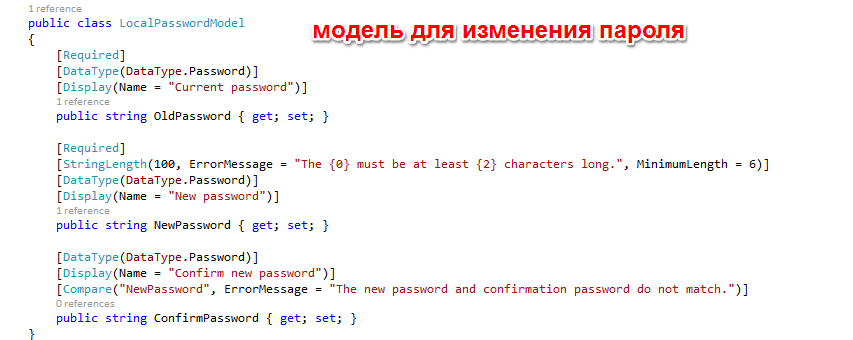 1 reference
public class LocalPasswordModel
модель для изменения пароля
{
[Required]
[DataType(DataType.Password)]
[Display(Name = "Current password")]
1 reference
public string OldPassword { get; set; }
[Required]
[StringLength(100, ErrorMessage = "The {0} must be at least {2} characters long.", MinimumLength = 6)]
[DataType(DataType.Password)]
[Display(Name = "New password")]
1 reference
public string NewPassword { get; set; }
[DataType(DataType.Password)]
[Display(Name = "Confirm new password")]
[Compare("NewPassword", ErrorMessage = "The new password and confirmation password do not match.")]
0 references
public string ConfirmPassword { get; set; }
}